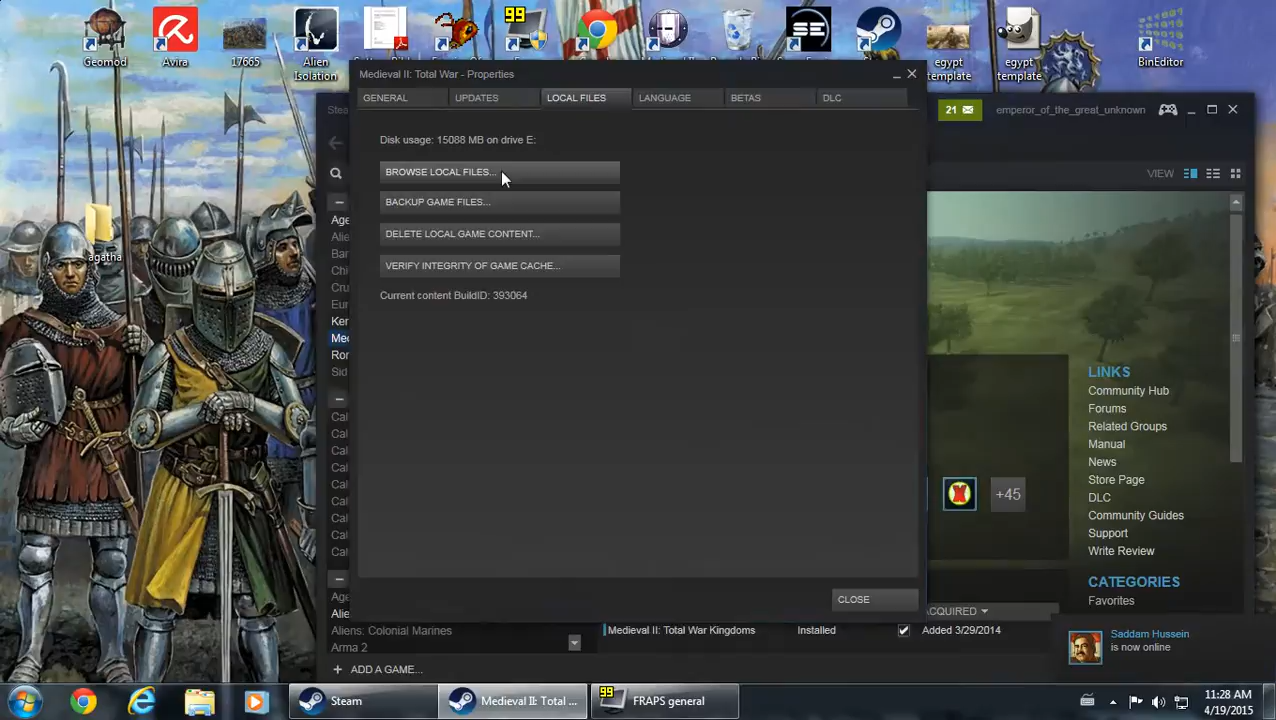 99
Geomod
Avira
17665
Alien
Isolation
egypt
template
egypt
template
BinEditor
agatha
Medieval II: Total War - Properties
GENERAL
UPDATES
LOCAL FILES
LANGUAGE
BETAS
DLC
Disk usage: 15088 MB on drive E:
BROWSE LOCAL FILES...
BACKUP GAME FILES...
DELETE LOCAL GAME CONTENT...
VERIFY INTEGRITY OF GAME CACHE...
Current content BuildID: 393064
CLOSE
21
emperor_of_the_great_unknown
VIEW
LINKS
Community Hub
Forums
Related Groups
Manual
News
Store Page
DLC
Community Guides
Support
Write Review
CATEGORIES
Favorites
+45
Aliens: Colonial Marines
Arma 2
ADD A GAME...
Medieval II: Total War Kingdoms Installed Added 3/29/2014
Saddam Hussein
is now online
Steam
Medieval II: Total ...
99
FRAPS general
11:28 AM
4/19/2015